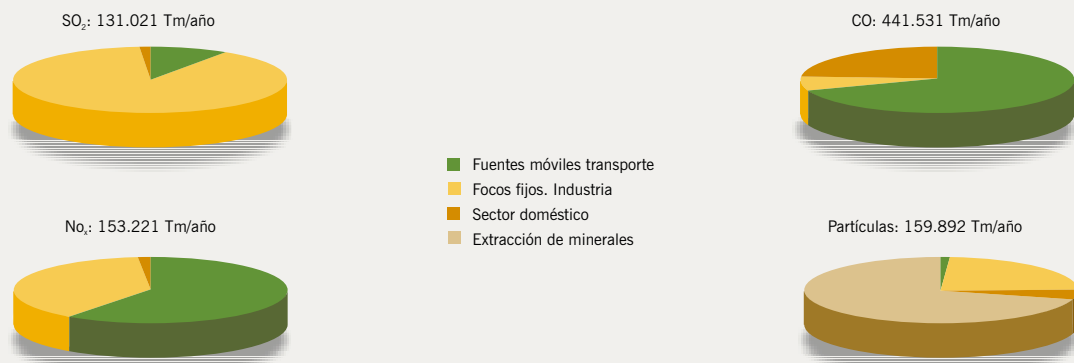 SO₂: 131.021 Tm/año
CO: 441.531 Tm/año
Fuentes móviles transporte
Focos fijos. Industria
Sector doméstico
Extracción de minerales
Noₓ: 153.221 Tm/año
Partículas: 159.892 Tm/año